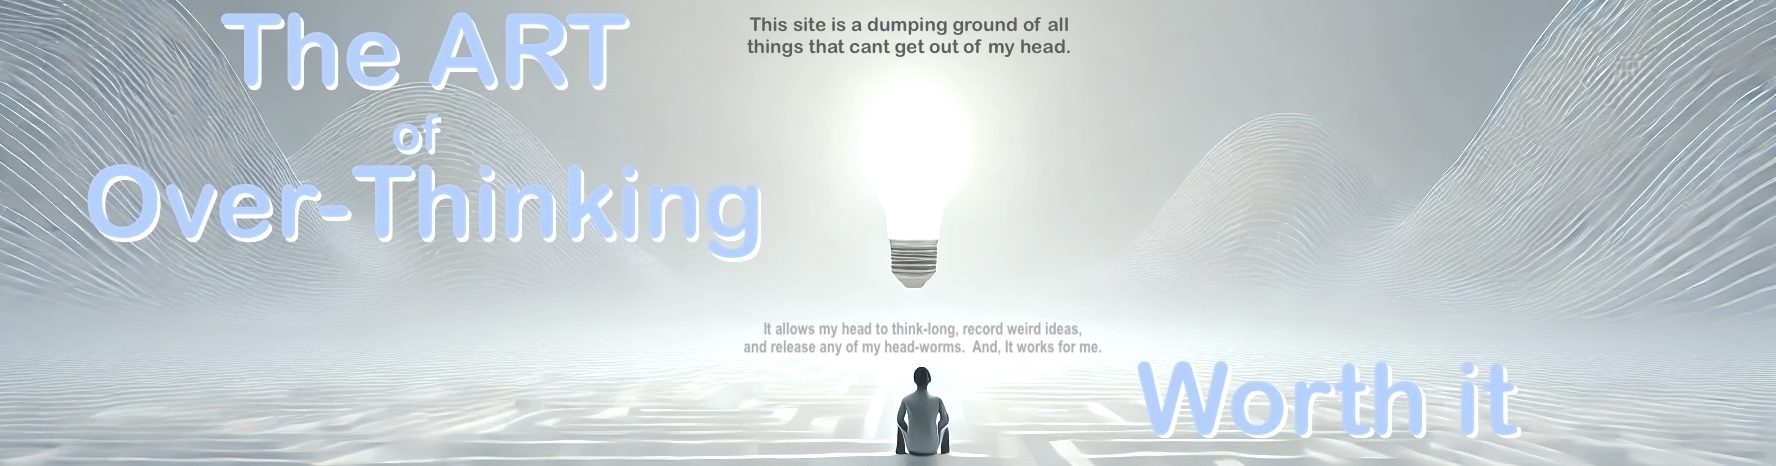 The ART
of
Over-Thinking
This site is a dumping ground of all
things that cant get out of my head.
It allows my head to think-long, record weird ideas,
and release any of my head-worms. And, It works for me.
Worth it